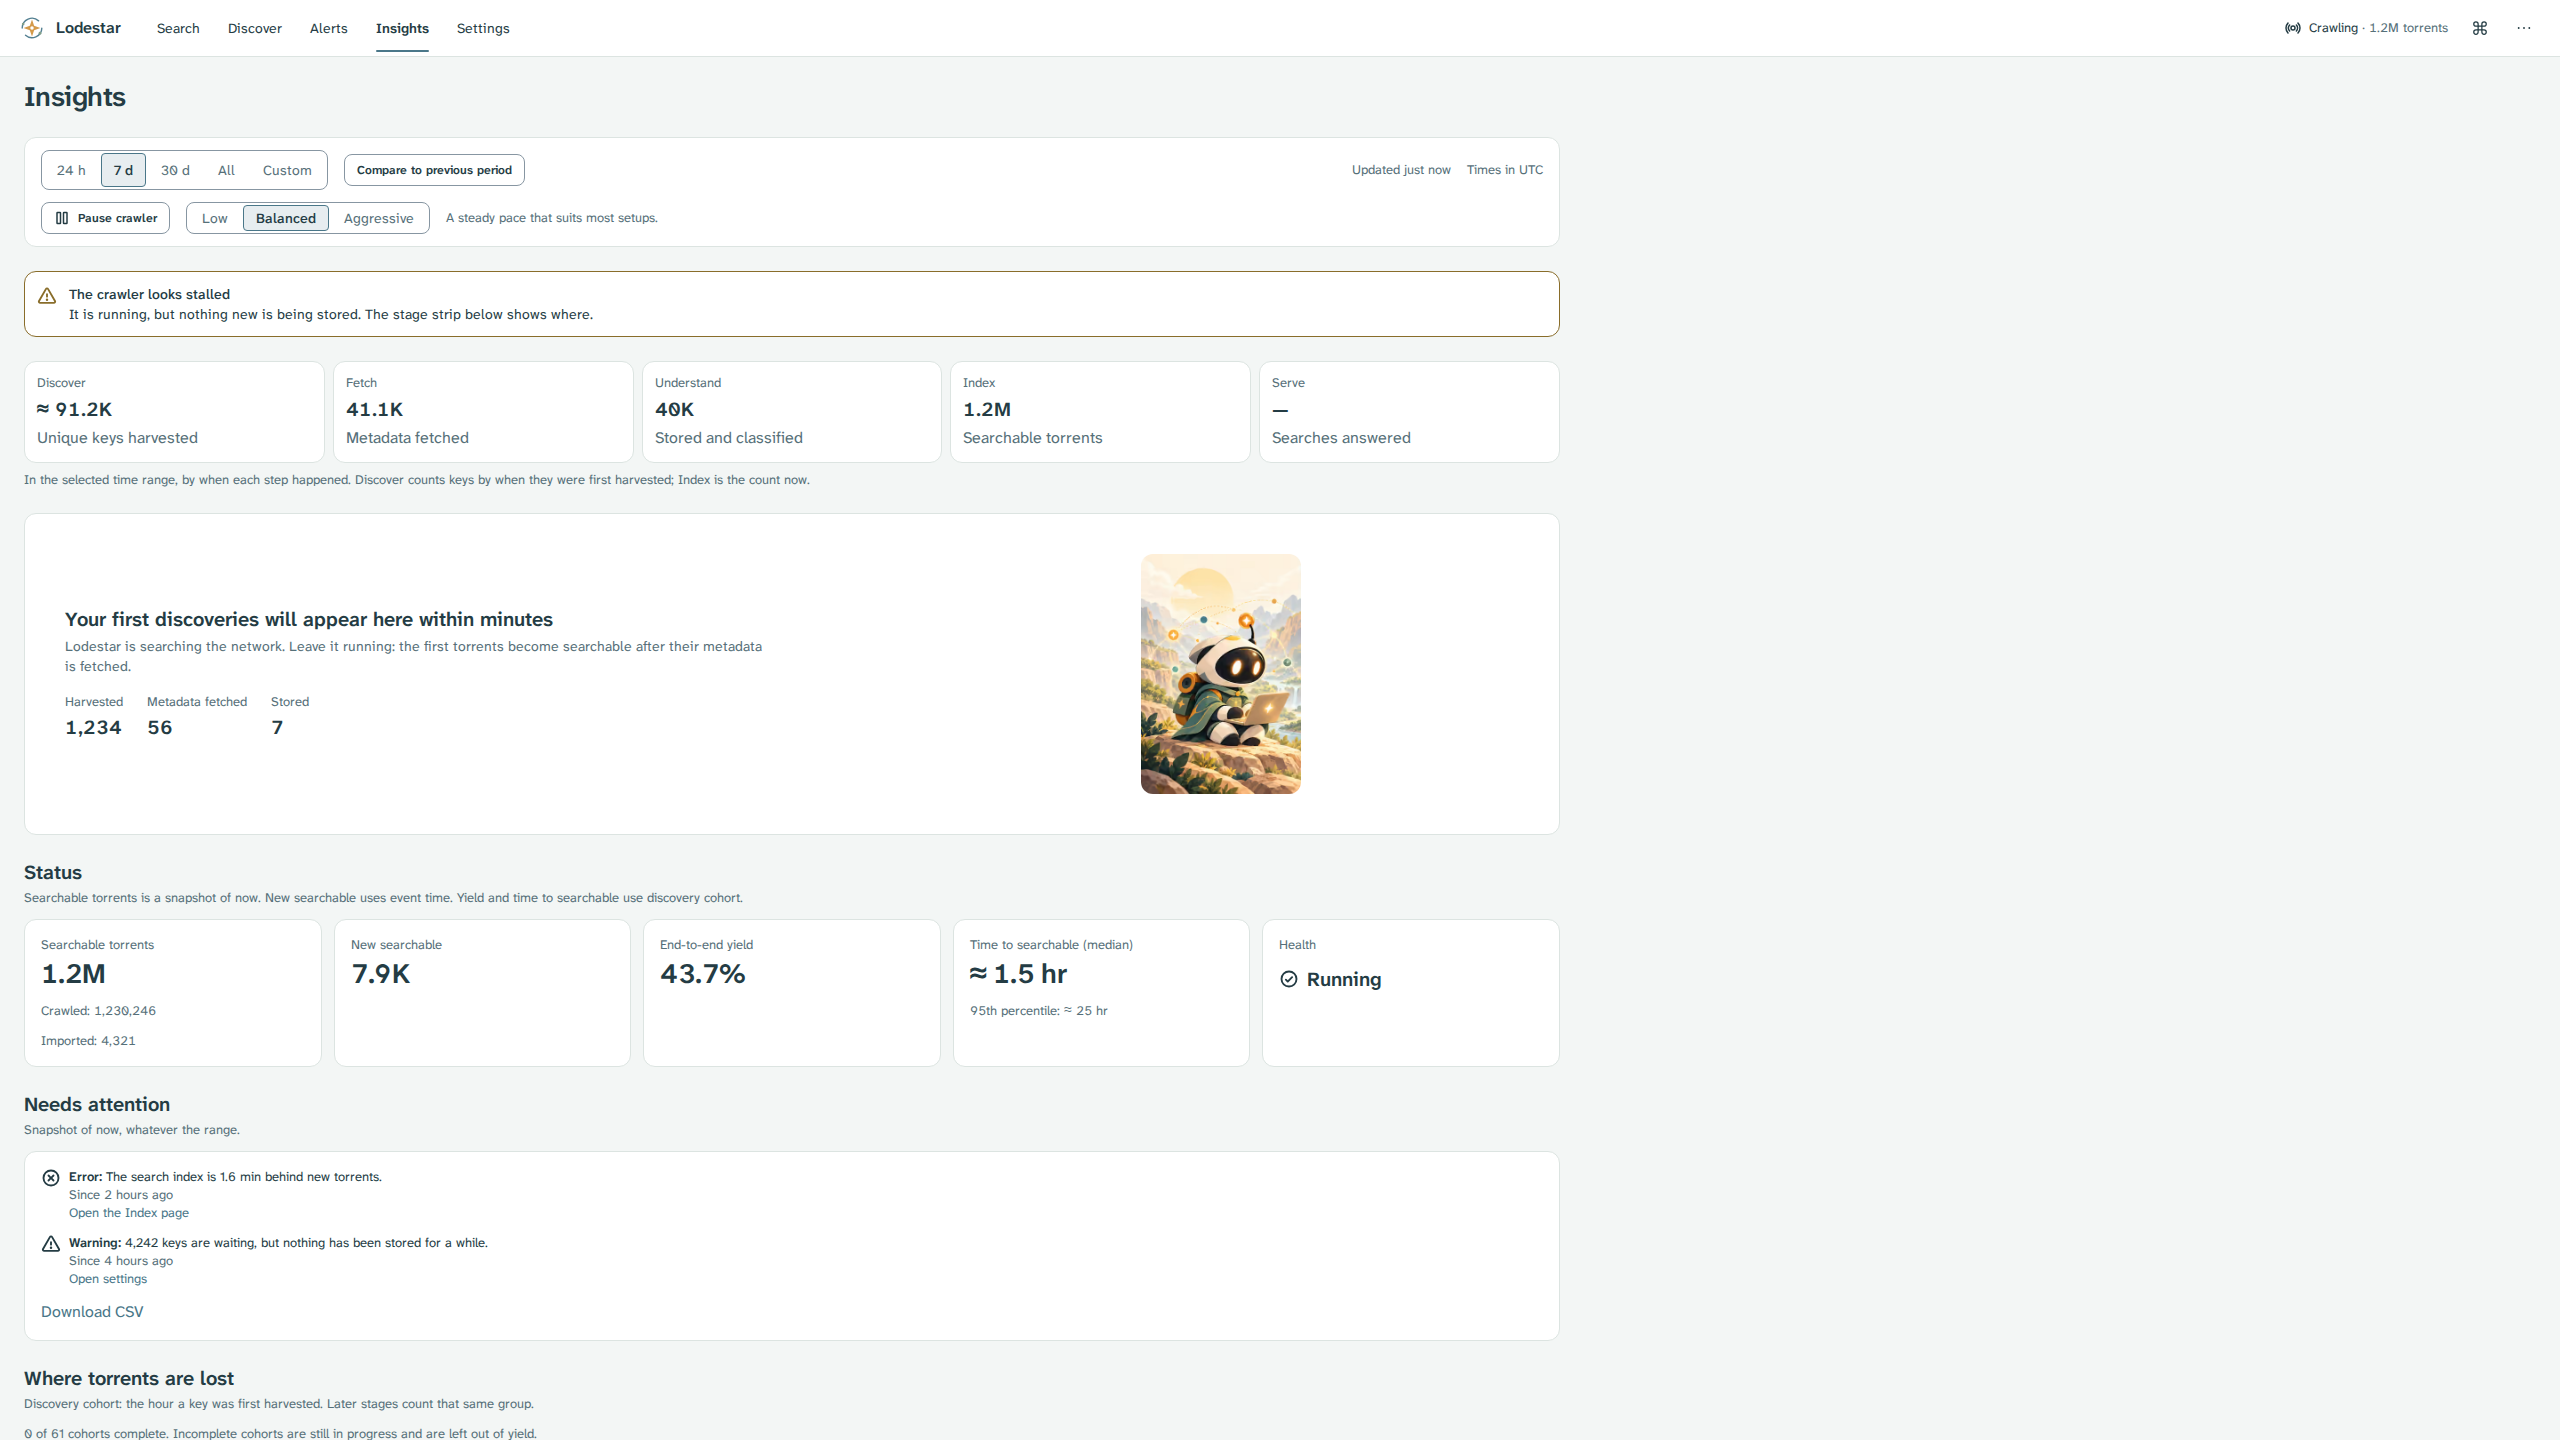 Lodestar
Search
Discover
Alerts
Insights
Settings
Crawling · 1.2M torrents
Insights
24 h
7 d
30 d
All
Custom
Compare to previous period
Updated just now
Times in UTC
Pause crawler
Low
Balanced
Aggressive
A steady pace that suits most setups.
The crawler looks stalled
It is running, but nothing new is being stored. The stage strip below shows where.
Discover
≈ 91.2K
Unique keys harvested
Fetch
41.1K
Metadata fetched
Understand
40K
Stored and classified
Index
1.2M
Searchable torrents
Serve
—
Searches answered
In the selected time range, by when each step happened. Discover counts keys by when they were first harvested; Index is the count now.
Your first discoveries will appear here within minutes
Lodestar is searching the network. Leave it running: the first torrents become searchable after their metadata
is fetched.
Harvested
1,234
Metadata fetched
56
Stored
7
Status
Searchable torrents is a snapshot of now. New searchable uses event time. Yield and time to searchable use discovery cohort.
Searchable torrents
1.2M
Crawled: 1,230,246
Imported: 4,321
New searchable
7.9K
End-to-end yield
43.7%
Time to searchable (median)
≈ 1.5 hr
95th percentile: ≈ 25 hr
Health
Running
Needs attention
Snapshot of now, whatever the range.
Error: The search index is 1.6 min behind new torrents.
Since 2 hours ago
Open the Index page
Warning: 4,242 keys are waiting, but nothing has been stored for a while.
Since 4 hours ago
Open settings
Download CSV
Where torrents are lost
Discovery cohort: the hour a key was first harvested. Later stages count that same group.
0 of 61 cohorts complete. Incomplete cohorts are still in progress and are left out of yield.